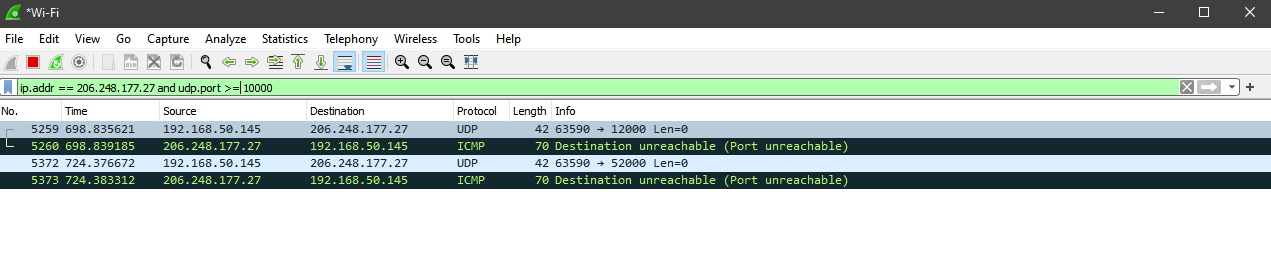 *Wi-Fi
File Edit View Go Capture Analyze Statistics Telephony Wireless Tools Help
ip.addr == 206.248.177.27 and udp.port >= 10000
No. Time Source Destination Protocol Length Info
5259 698.835621 192.168.50.145 206.248.177.27 UDP 42 63590 → 12000 Len=0
5260 698.839185 206.248.177.27 192.168.50.145 ICMP 70 Destination unreachable (Port unreachable)
5372 724.376672 192.168.50.145 206.248.177.27 UDP 42 63590 → 52000 Len=0
5373 724.383312 206.248.177.27 192.168.50.145 ICMP 70 Destination unreachable (Port unreachable)